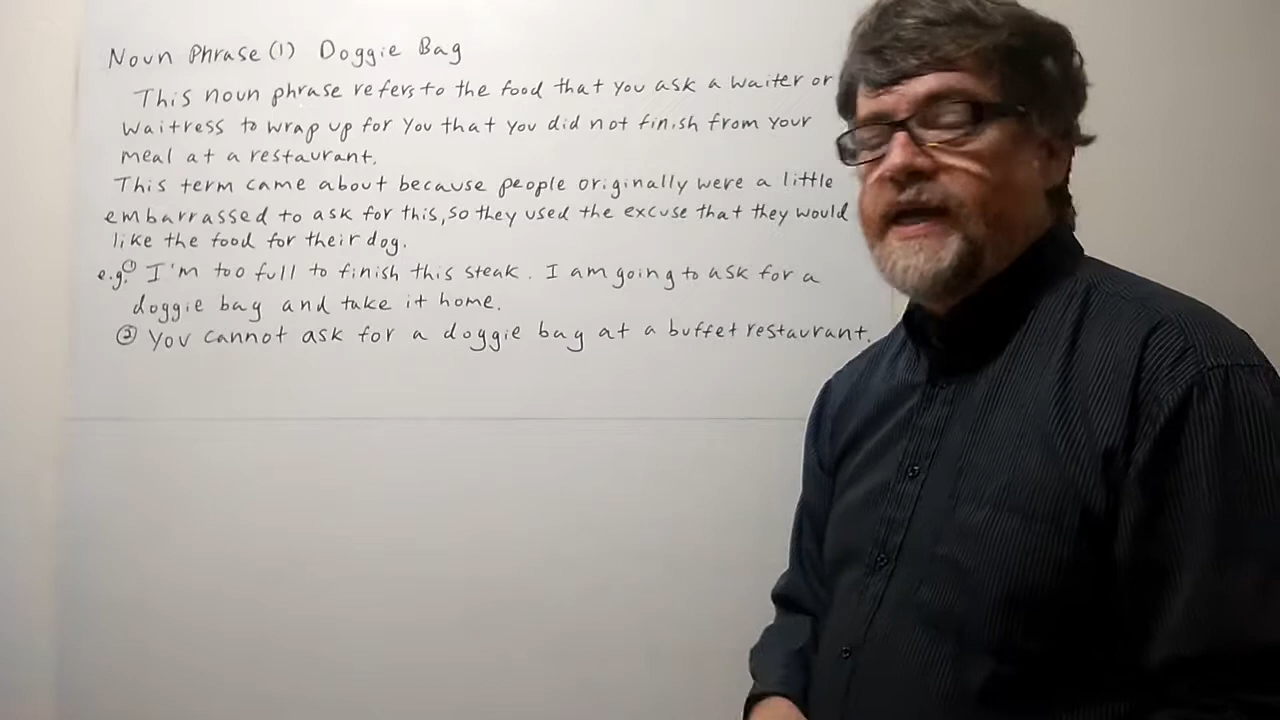 Noun Phrase (1) Doggie Bag
This noun phrase refers to the food that you ask a waiter or
waitress to wrap up for you that you did not finish from your
meal at a restaurant.
This term came about because people originally were a little
embarrassed to ask for this, so they used the excuse that they would
like the food for their dog.
e.g. ① I'm too full to finish this steak. I am going to ask for a
doggie bag and take it home.
② You cannot ask for a doggie bag at a buffet restaurant.